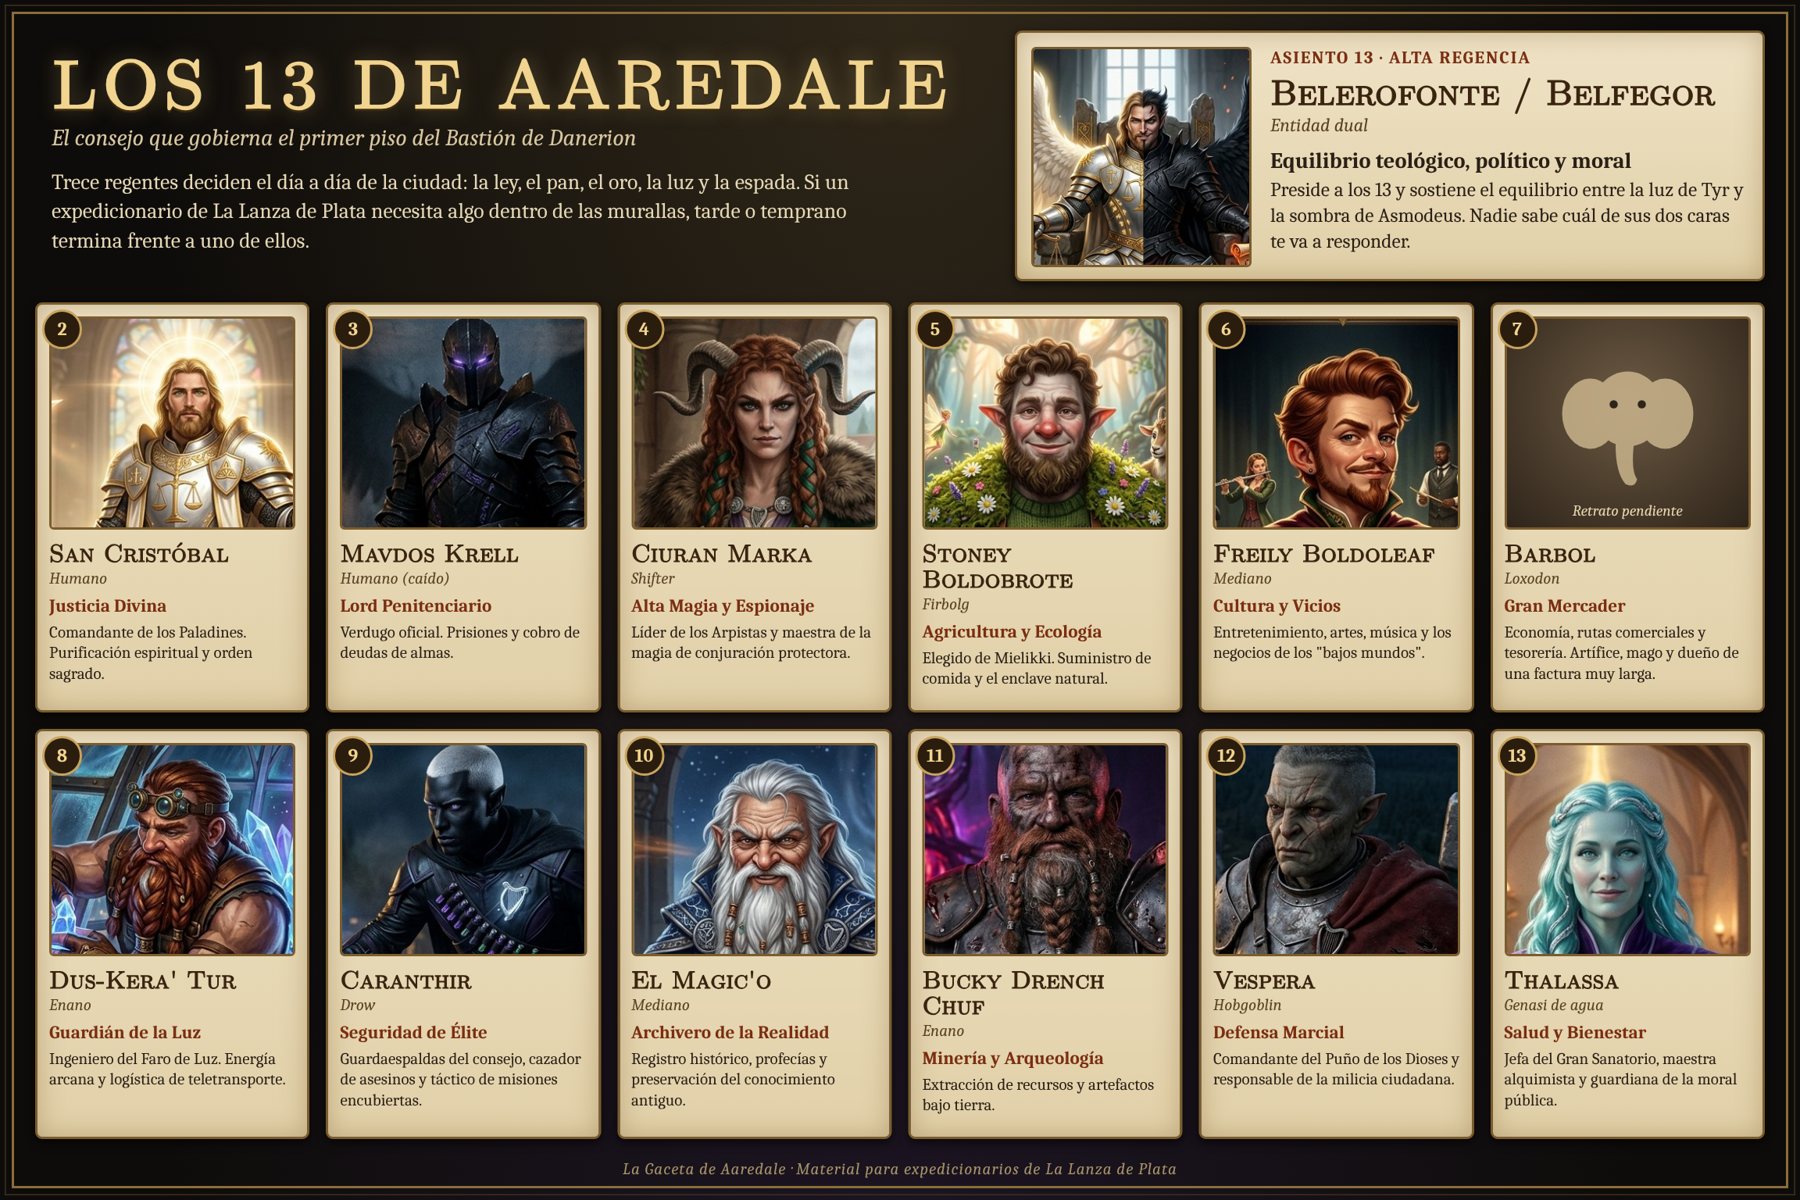 LOS 13 DE AAREDALE
El consejo que gobierna el primer piso del Bastión de Danerion
Trece regentes deciden el día a día de la ciudad: la ley, el pan, el oro, la luz y la espada. Si un
expedicionario de La Lanza de Plata necesita algo dentro de las murallas, tarde o temprano
termina frente a uno de ellos.
ASIENTO 13 · ALTA REGENCIA
BELEROFONTE / BELFEGOR
Entidad dual
Equilibrio teológico, político y moral
Preside a los 13 y sostiene el equilibrio entre la luz de Tyr y
la sombra de Asmodeus. Nadie sabe cuál de sus dos caras
te va a responder.
2
SAN CRISTÓBAL
Humano
Justicia Divina
Comandante de los Paladines.
Purificación espiritual y orden
sagrado.
3
MAVDOS KRELL
Humano (caído)
Lord Penitenciario
Verdugo oficial. Prisiones y cobro de
deudas de almas.
4
CIURAN MARKA
Shifter
Alta Magia y Espionaje
Líder de los Arpistas y maestra de la
magia de conjuración protectora.
5
STONEY
BOLDOBROTE
Firbolg
Agricultura y Ecología
Elegido de Mielikki. Suministro de
comida y el enclave natural.
6
FREILY BOLDOLEAF
Mediano
Cultura y Vicios
Entretenimiento, artes, música y los
negocios de los "bajos mundos".
7
Retrato pendiente
BARBOL
Loxodon
Gran Mercader
Economía, rutas comerciales y
tesorería. Artífice, mago y dueño de
una factura muy larga.
8
DUS-KERA' TUR
Enano
Guardián de la Luz
Ingeniero del Faro de Luz. Energía
arcana y logística de teletransporte.
9
CARANTHIR
Drow
Seguridad de Élite
Guardaespaldas del consejo, cazador
de asesinos y táctico de misiones
encubiertas.
10
EL MAGIC'O
Mediano
Archivero de la Realidad
Registro histórico, profecías y
preservación del conocimiento
antiguo.
11
BUCKY DRENCH
CHUF
Enano
Minería y Arqueología
Extracción de recursos y artefactos
bajo tierra.
12
VESPERA
Hobgoblin
Defensa Marcial
Comandante del Puño de los Dioses y
responsable de la milicia ciudadana.
13
THALASSA
Genasi de agua
Salud y Bienestar
Jefa del Gran Sanatorio, maestra
alquimista y guardiana de la moral
pública.
La Gaceta de Aaredale · Material para expedicionarios de La Lanza de Plata